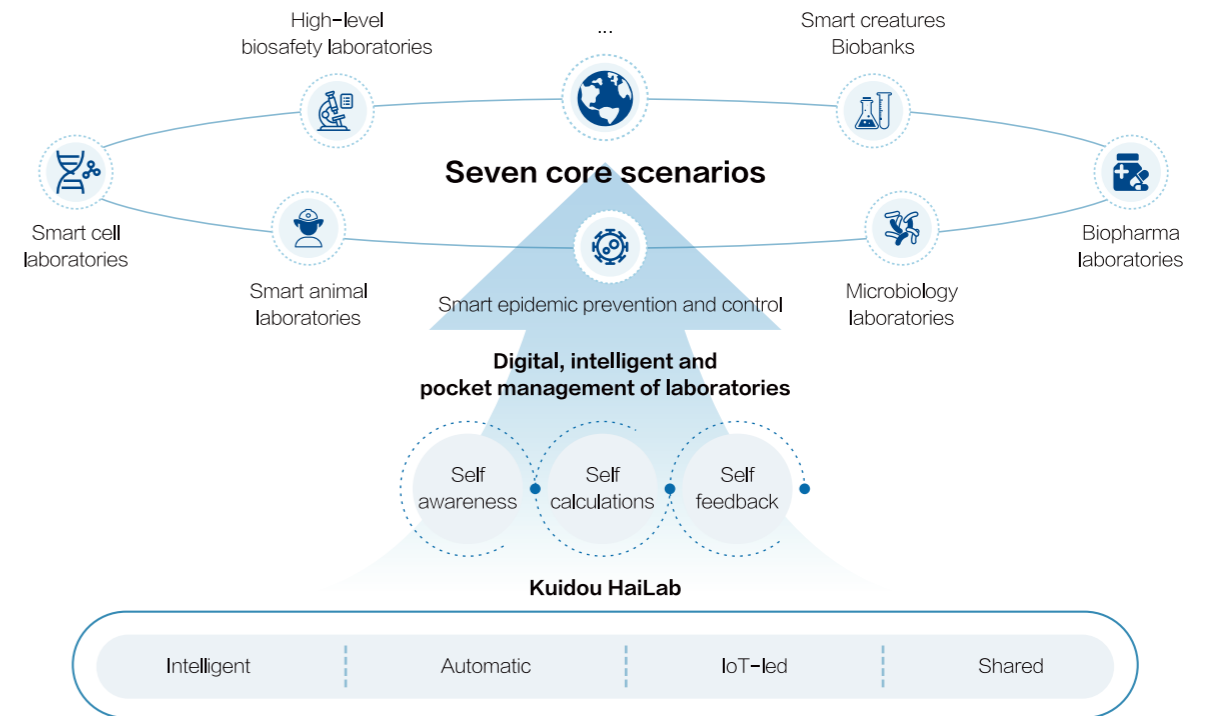 High-level
biosafety laboratories
...
Smart creatures
Biobanks
Seven core scenarios
Smart cell
laboratories
Biopharma
laboratories
Smart animal
laboratories
Smart epidemic prevention and control
Microbiology
laboratories
Digital, intelligent and
pocket management of laboratories
Self
awareness
Self
calculations
Self
feedback
Kuidou HaiLab
Intelligent
Automatic
IoT-led
Shared